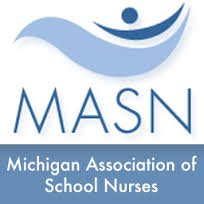 MASN
Michigan Association of
School Nurses